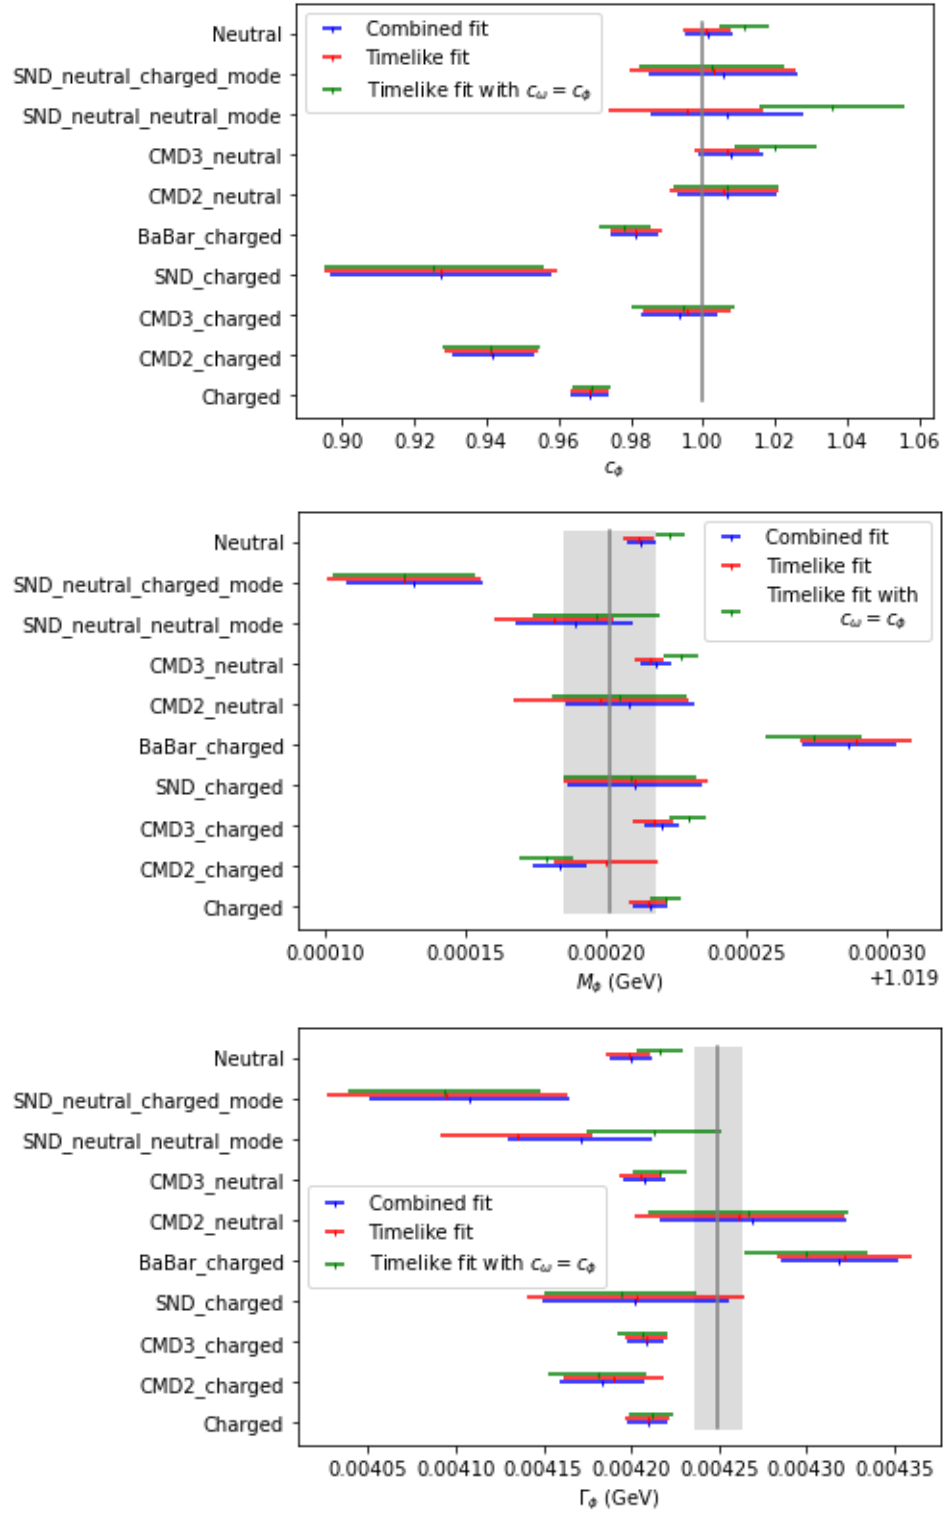 Neutral
SND_neutral_charged_mode
SND_neutral_neutral_mode
CMD3_neutral
CMD2_neutral
BaBar_charged
SND_charged
CMD3_charged
CMD2_charged
Charged
Combined fit
Timelike fit
Timelike fit with c_ω = c_ϕ
0.90 0.92 0.94 0.96 0.98 1.00 1.02 1.04 1.06
c_ϕ
Neutral
SND_neutral_charged_mode
SND_neutral_neutral_mode
CMD3_neutral
CMD2_neutral
BaBar_charged
SND_charged
CMD3_charged
CMD2_charged
Charged
Combined fit
Timelike fit
Timelike fit with
c_ω = c_ϕ
0.00010 0.00015 0.00020 0.00025 0.00030
M_ϕ (GeV)
+1.019
Neutral
SND_neutral_charged_mode
SND_neutral_neutral_mode
CMD3_neutral
CMD2_neutral
BaBar_charged
SND_charged
CMD3_charged
CMD2_charged
Charged
Combined fit
Timelike fit
Timelike fit with c_ω = c_ϕ
0.00405 0.00410 0.00415 0.00420 0.00425 0.00430 0.00435
Γ_ϕ (GeV)